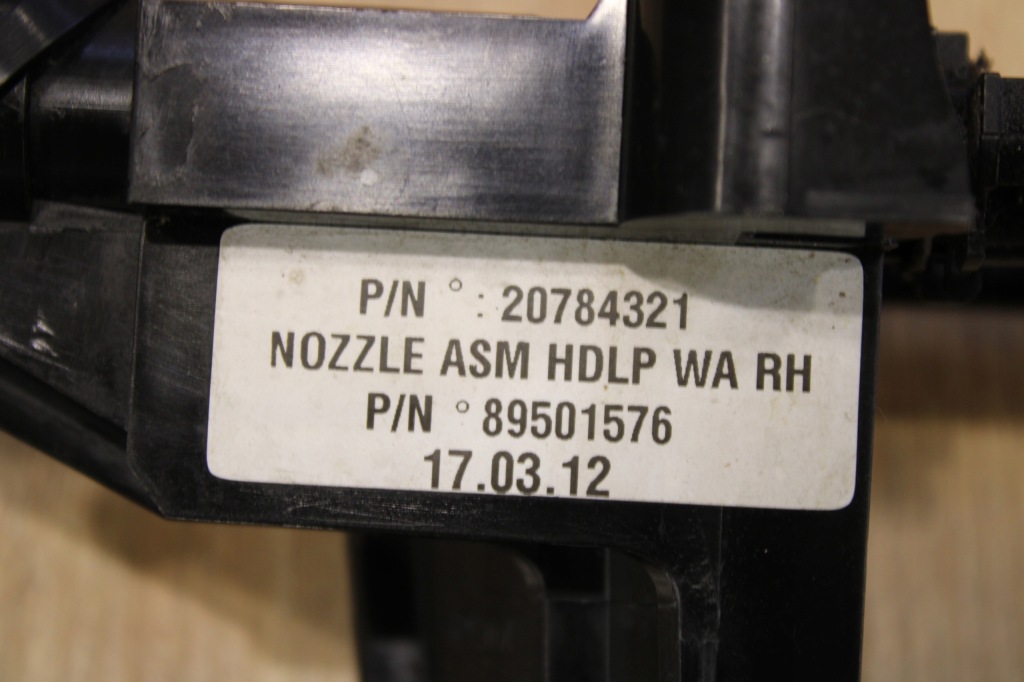 P/N ° : 20784321
NOZZLE ASM HDLP WA RH
P/N ° 89501576
17.03.12